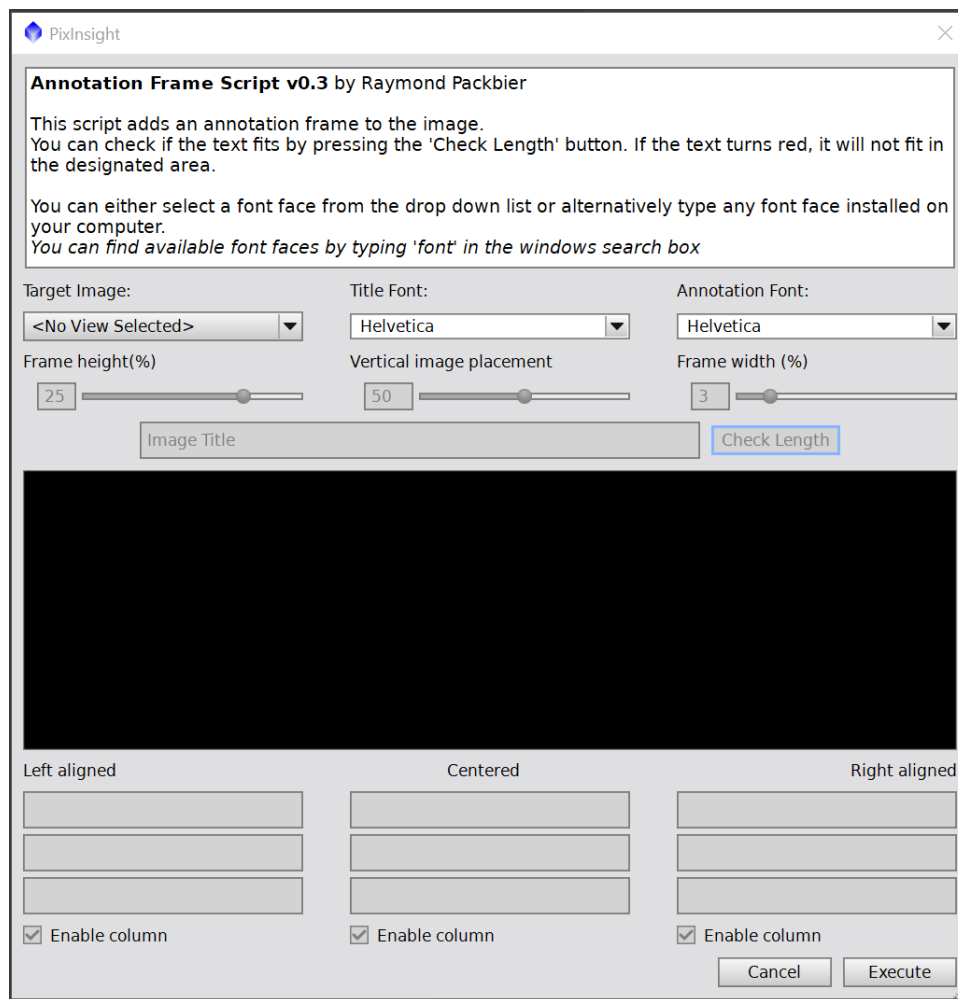 PixInsight
Annotation Frame Script v0.3 by Raymond Packbier
This script adds an annotation frame to the image.
You can check if the text fits by pressing the 'Check Length' button. If the text turns red, it will not fit in
the designated area.
You can either select a font face from the drop down list or alternatively type any font face installed on
your computer.
You can find available font faces by typing 'font' in the windows search box
Target Image: Title Font: Annotation Font:
<No View Selected> Helvetica Helvetica
Frame height(%) Vertical image placement Frame width (%)
25 50 3
Image Title Check Length
Left aligned Centered Right aligned
Enable column Enable column Enable column
Cancel Execute